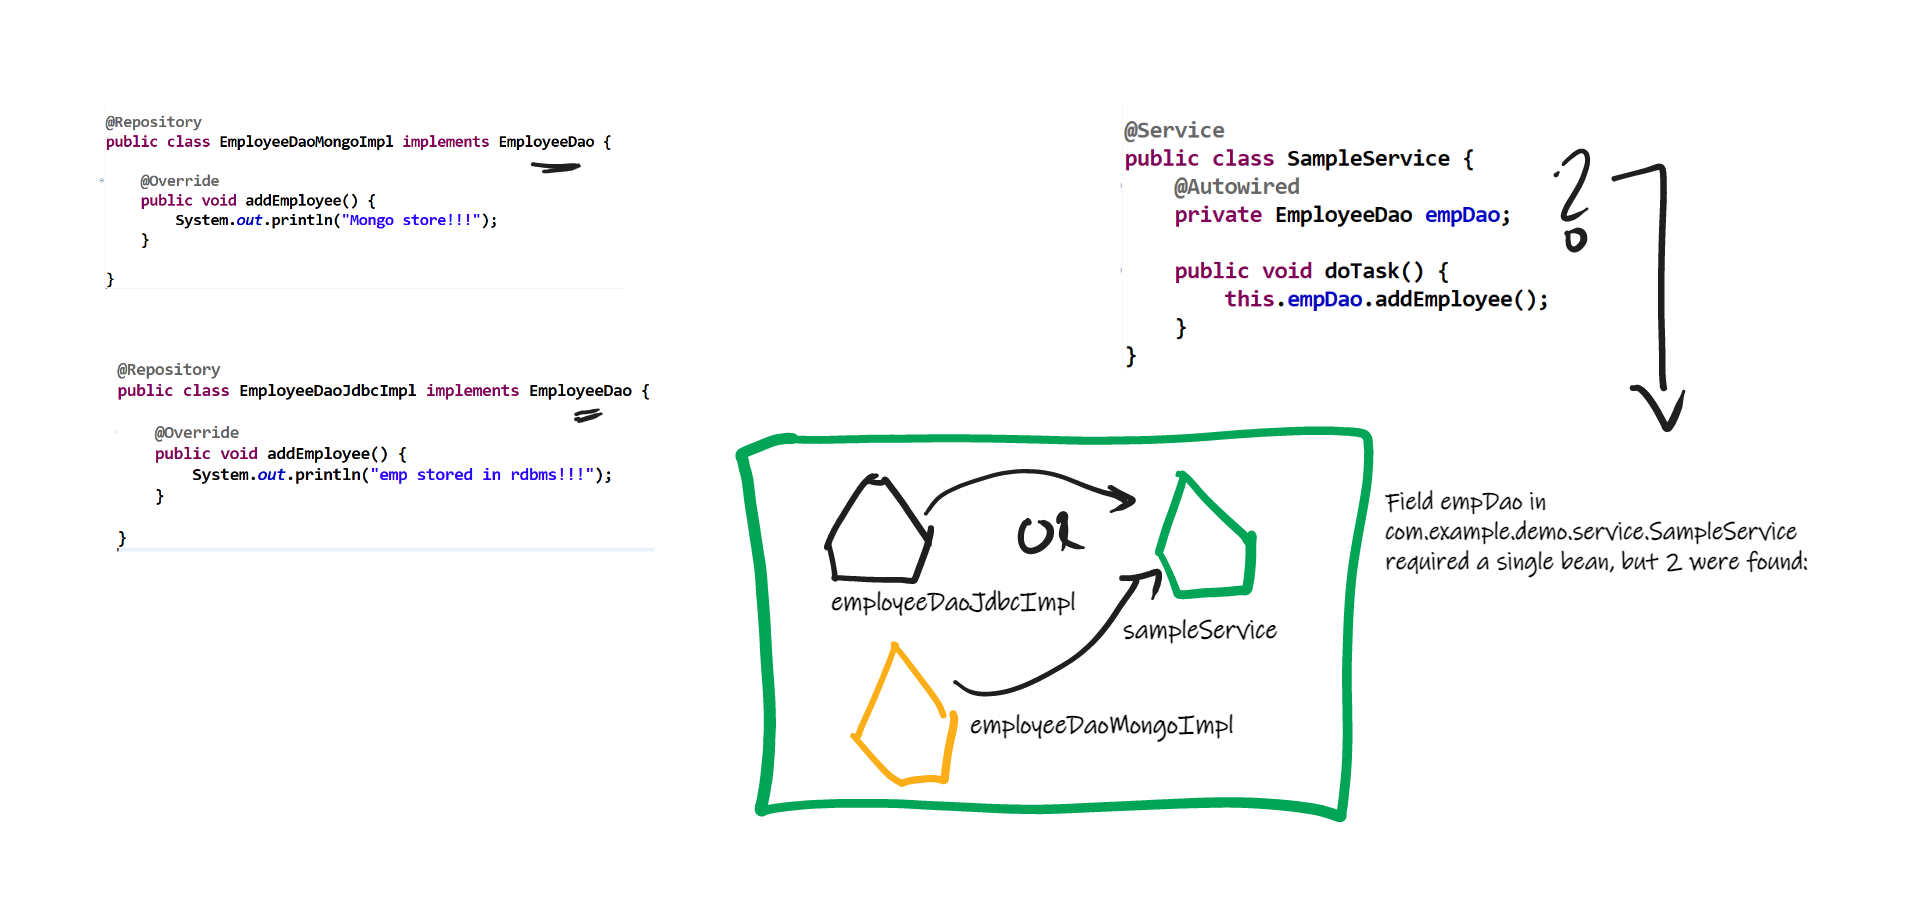 @Repository
public class EmployeeDaoMongoImpl implements EmployeeDao {
@Override
public void addEmployee() {
System.out.println("Mongo store!!!");
}
}
@Repository
public class EmployeeDaoJdbcImpl implements EmployeeDao {
@Override
public void addEmployee() {
System.out.println("emp stored in rdbms!!!");
}
}
@Service
public class SampleService {
@Autowired
private EmployeeDao empDao;
public void doTask() {
this.empDao.addEmployee();
}
}
?
OR
employeeDaoJdbcImpl
sampleService
employeeDaoMongoImpl
Field empDao in
com.example.demo.service.SampleService
required a single bean, but 2 were found: